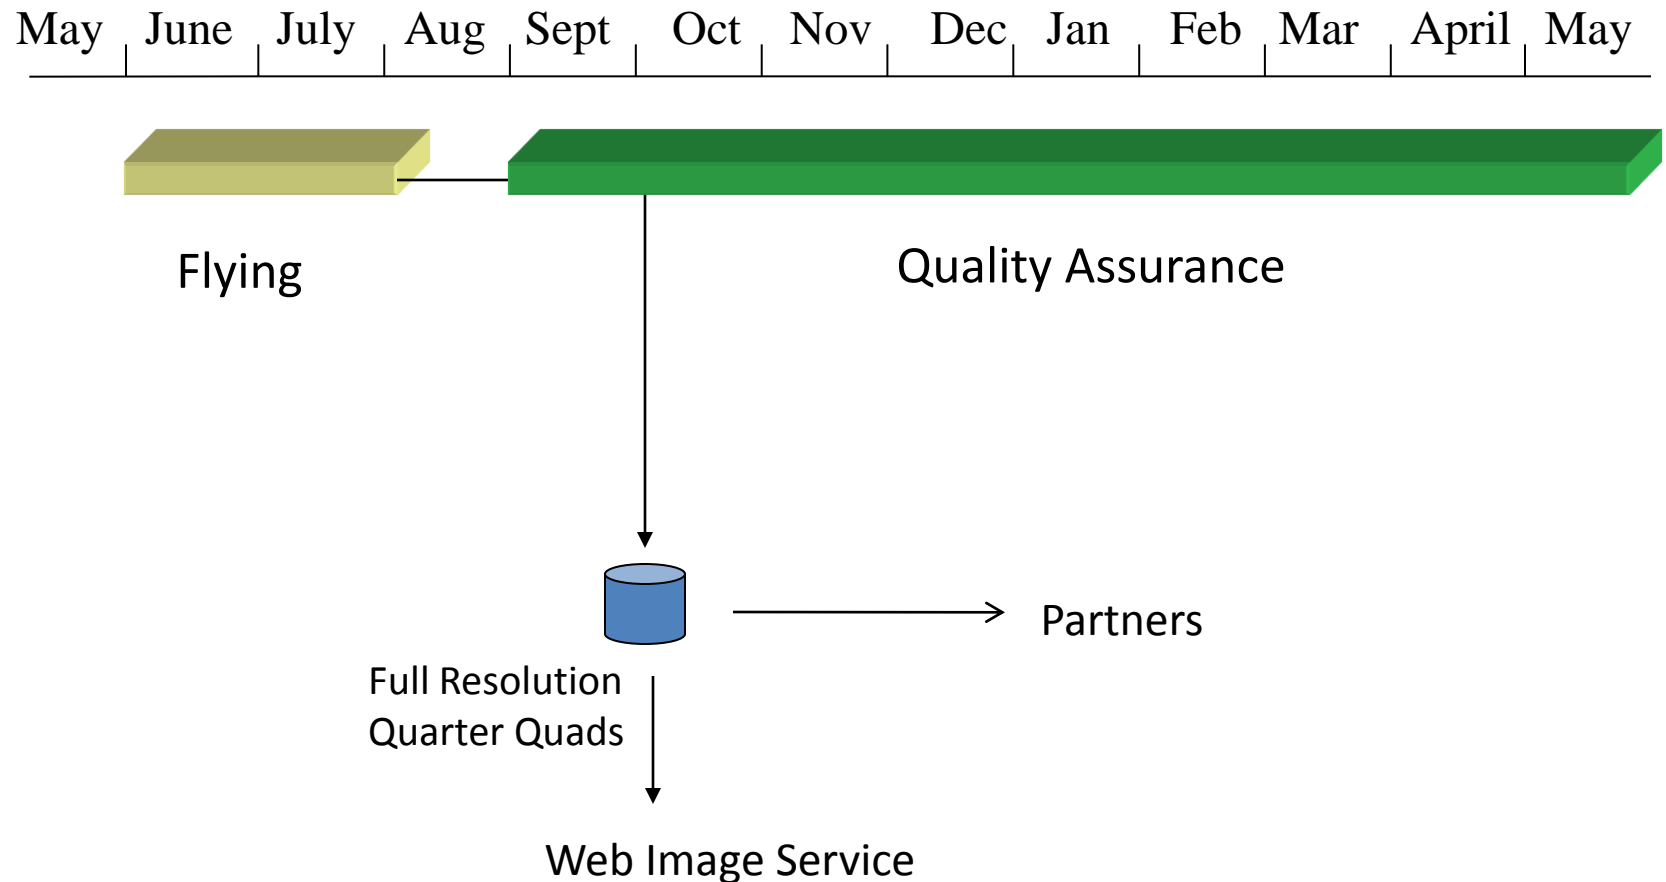 May June July Aug Sept Oct Nov Dec Jan Feb Mar April May
Flying
Quality Assurance
Partners
Full Resolution
Quarter Quads
Web Image Service